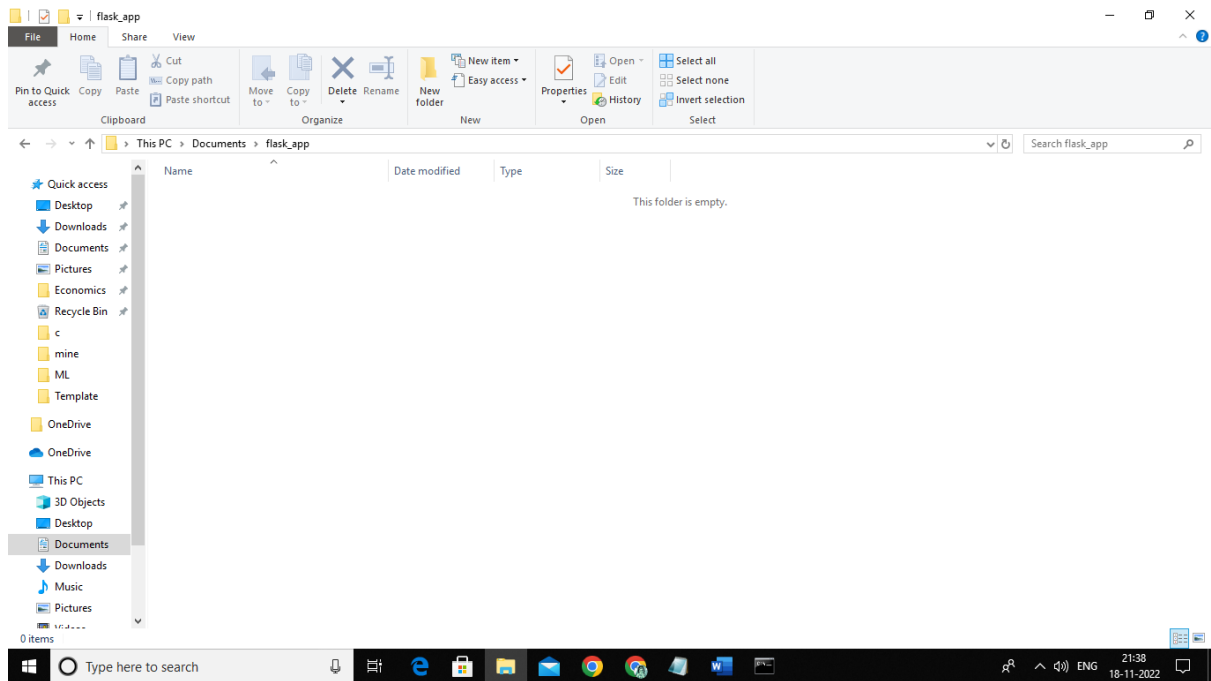 flask_app
File Home Share View
Pin to Quick access
Copy
Paste
Cut
Copy path
Paste shortcut
Clipboard
Move to
Copy to
Delete
Rename
Organize
New folder
New item
Easy access
New
Properties
Open
Edit
History
Open
Select all
Select none
Invert selection
Select
This PC > Documents > flask_app
Search flask_app
Name Date modified Type Size
This folder is empty.
Quick access
Desktop
Downloads
Documents
Pictures
Economics
Recycle Bin
c
mine
ML
Template
OneDrive
OneDrive
This PC
3D Objects
Desktop
Documents
Downloads
Music
Pictures
Videos
0 items
Type here to search
ENG
21:38
18-11-2022